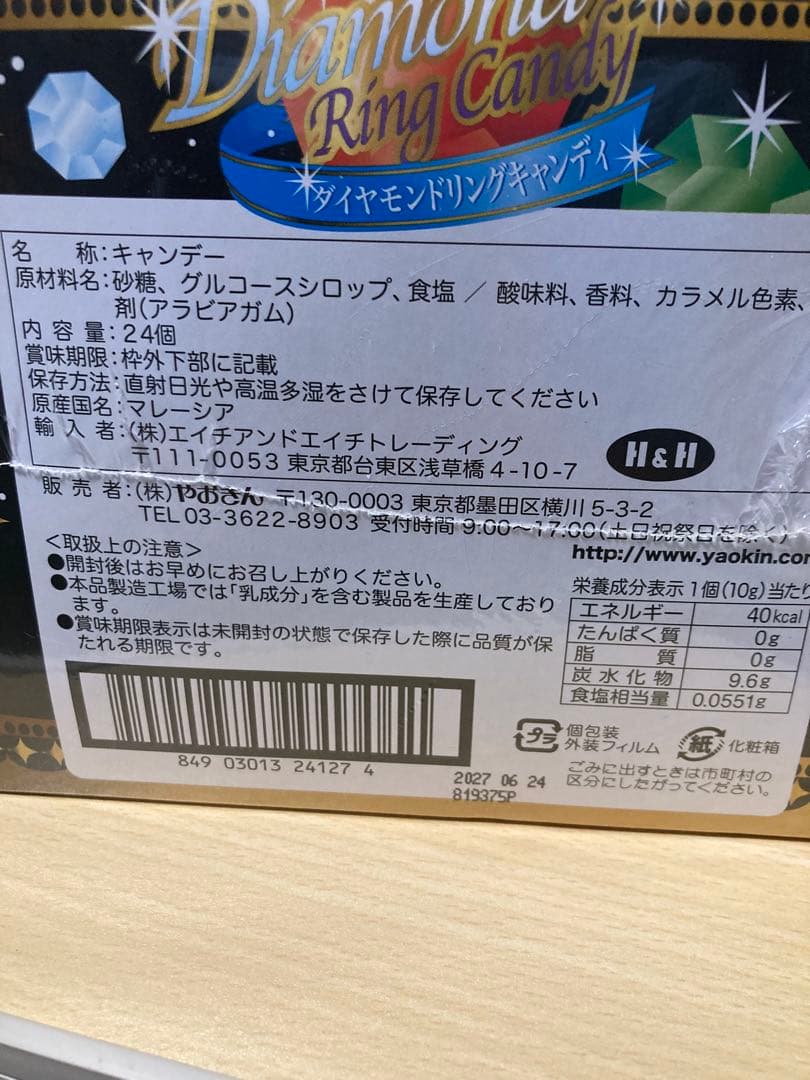 Diamond
Ring Candy
ダイヤモンドリングキャンディ
名 称:キャンデー
原材料名:砂糖、グルコースシロップ、食塩 / 酸味料、香料、カラメル色素、
剤(アラビアガム)
内 容 量:24個
賞味期限:枠外下部に記載
保存方法:直射日光や高温多湿をさけて保存してください
原産国名:マレーシア
輸 入 者:(株)エイチアンドエイチトレーディング
〒111-0053 東京都台東区浅草橋4-10-7
H&H
販 売 者:(株)やおきん 〒130-0003 東京都墨田区横川5-3-2
TEL 03-3622-8903 受付時間 9:00〜17:00(土日祝祭日を除く)
http://www.yaokin.com
<取扱上の注意>
●開封後はお早めにお召し上がりください。
●本品製造工場では「乳成分」を含む製品を生産しており
ます。
●賞味期限表示は未開封の状態で保存した際に品質が保
たれる期限です。
栄養成分表示 1個(10g)当たり
エネルギー 40kcal
たんぱく質 0g
脂 質 0g
炭水化物 9.6g
食塩相当量 0.0551g
プラ 個包装
外装フィルム
紙 化粧箱
ごみに出すときは市町村の
区分にしたがってください。
849 03013 24127 4
2027 06 24
819375P